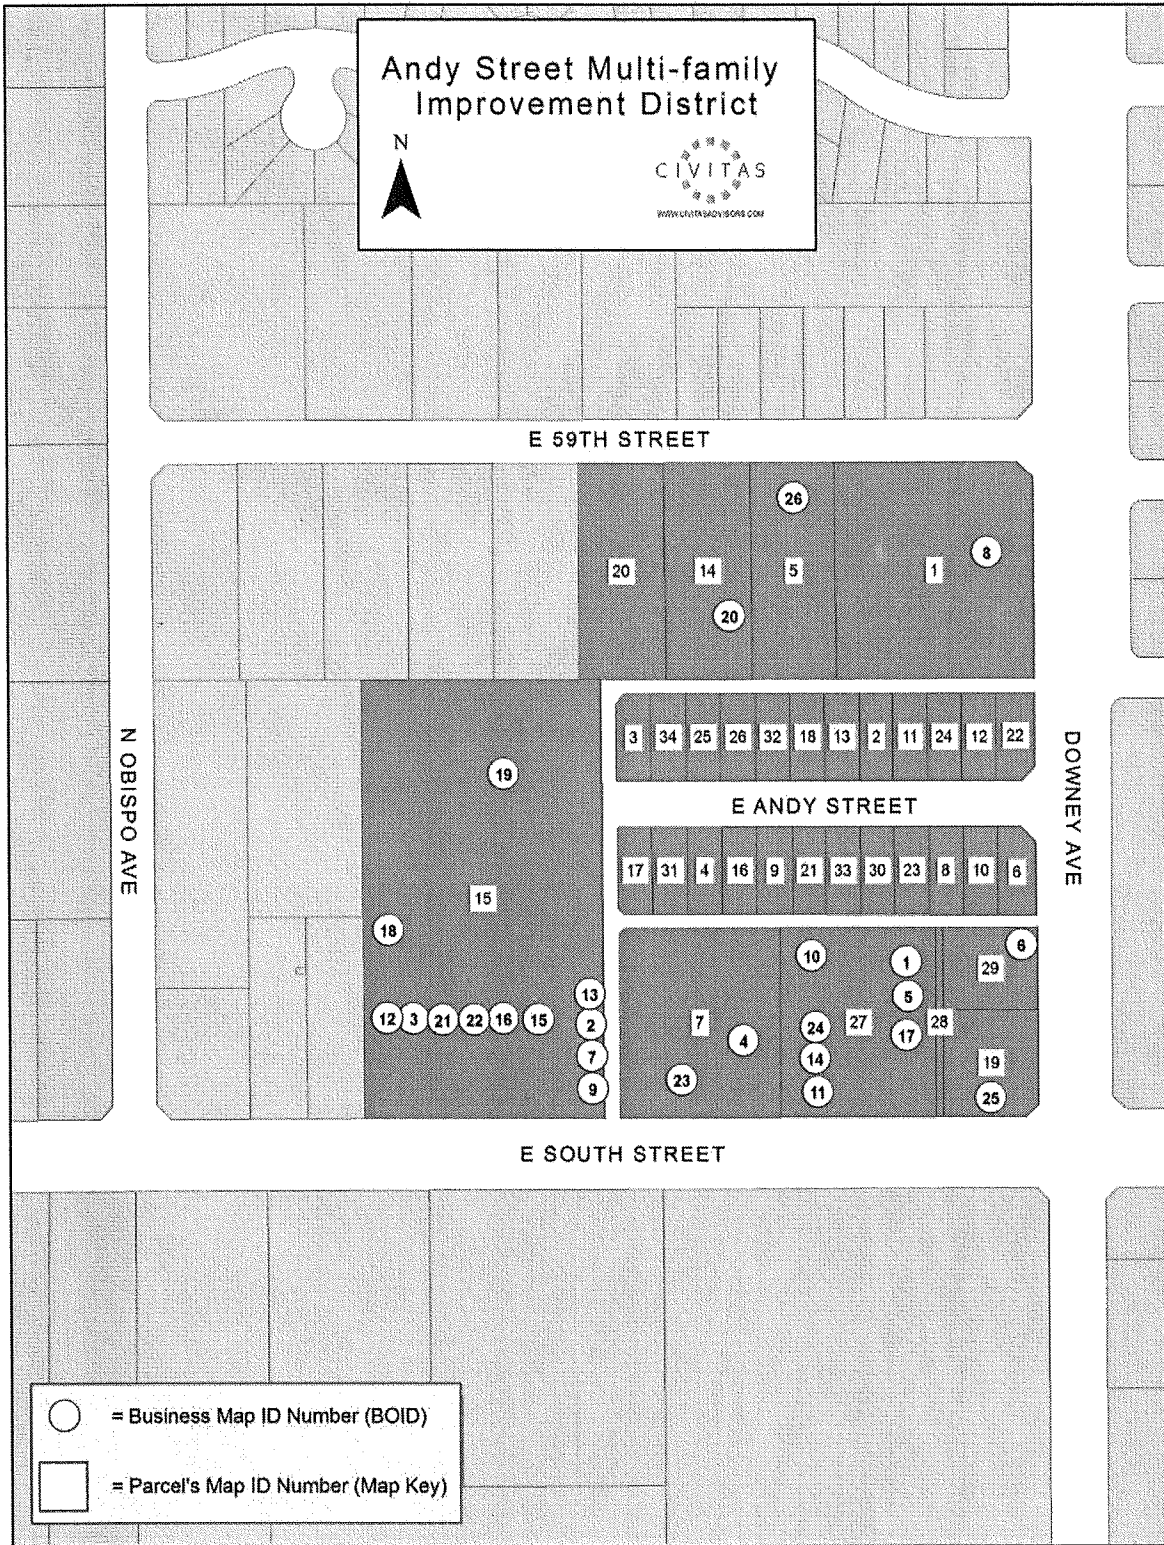 Andy Street Multi-family
Improvement District
N
CIVITAS
WWW.CIVITASADVISORS.COM
E 59TH STREET
26
8
20
14
5
1
20
N OBISPO AVE
DOWNEY AVE
3 34 25 26 32 18 13 2 11 24 12 22
19
E ANDY STREET
17 31 4 16 9 21 33 30 23 8 10 6
15
18
6
10
1
29
13
5
12 3 21 22 16 15
2
7
24
27
28
17
4
7
14
19
23
9
11
25
E SOUTH STREET
= Business Map ID Number (BOID)
= Parcel's Map ID Number (Map Key)